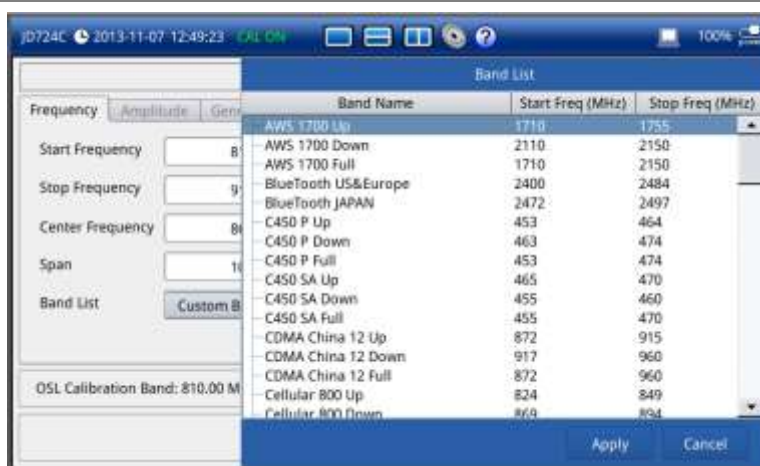 JD724C 2013-11-07 12:49:23 CAL ON 100%
Band List
Frequency Amplitude
Band Name Start Freq (MHz) Stop Freq (MHz)
AWS 1700 Up 1710 1755
Start Frequency
AWS 1700 Down 2110 2150
AWS 1700 Full 1710 2150
Stop Frequency
BlueTooth US&Europe 2400 2484
BlueTooth JAPAN 2472 2497
Center Frequency
C450 P Up 453 464
C450 P Down 463 474
C450 P Full 453 474
Span
C450 SA Up 465 470
C450 SA Down 455 460
Band List Custom B
C450 SA Full 455 470
CDMA China 12 Up 872 915
CDMA China 12 Down 917 960
CDMA China 12 Full 872 960
OSL Calibration Band: 810.00 M
Cellular 800 Up 824 849
Cellular 800 Down 869 894
Apply Cancel